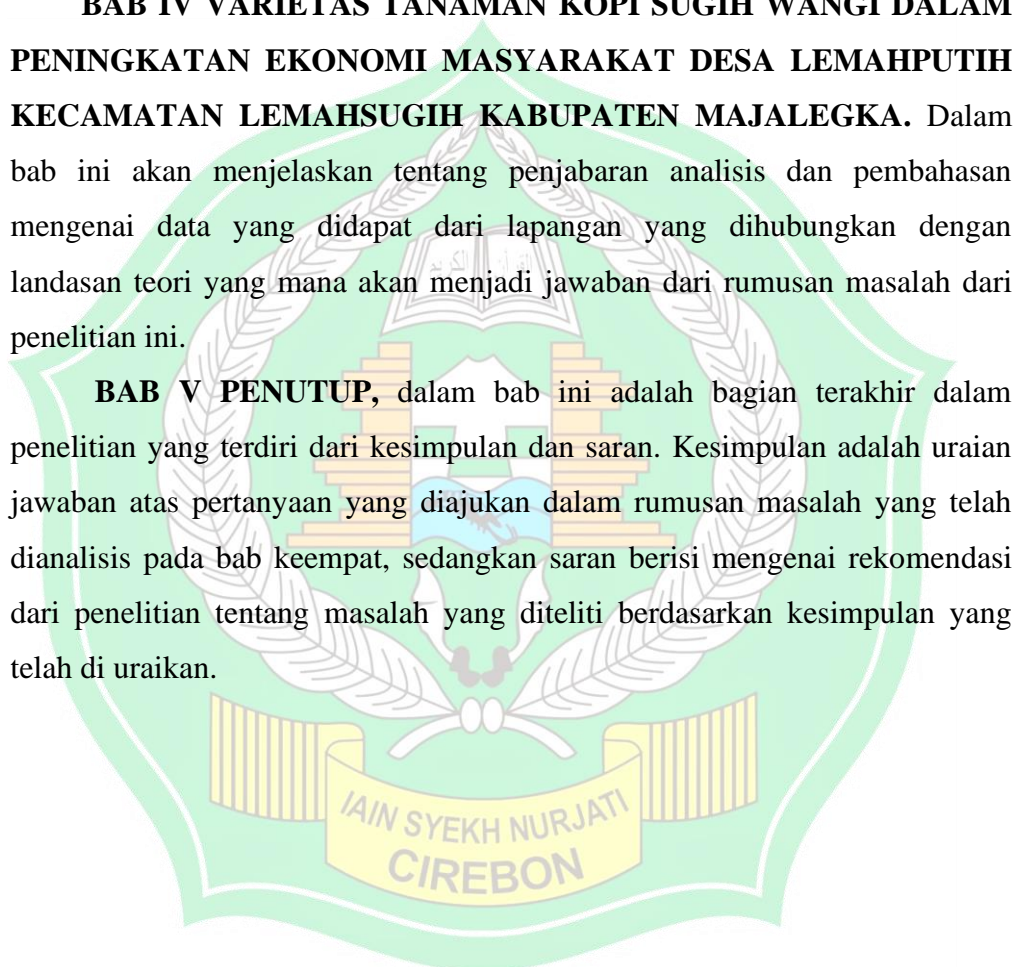 BAB IV VARIETAS TANAMAN KOPI SUGIH WANGI DALAM
PENINGKATAN EKONOMI MASYARAKAT DESA LEMAHPUTIH
KECAMATAN LEMAHSUGIH KABUPATEN MAJALEGKA. Dalam
bab ini akan menjelaskan tentang penjabaran analisis dan pembahasan
mengenai data yang didapat dari lapangan yang dihubungkan dengan
landasan teori yang mana akan menjadi jawaban dari rumusan masalah dari
penelitian ini.
BAB V PENUTUP, dalam bab ini adalah bagian terakhir dalam
penelitian yang terdiri dari kesimpulan dan saran. Kesimpulan adalah uraian
jawaban atas pertanyaan yang diajukan dalam rumusan masalah yang telah
dianalisis pada bab keempat, sedangkan saran berisi mengenai rekomendasi
dari penelitian tentang masalah yang diteliti berdasarkan kesimpulan yang
telah di uraikan.
IAIN SYEKH NURJATI
CIREBON